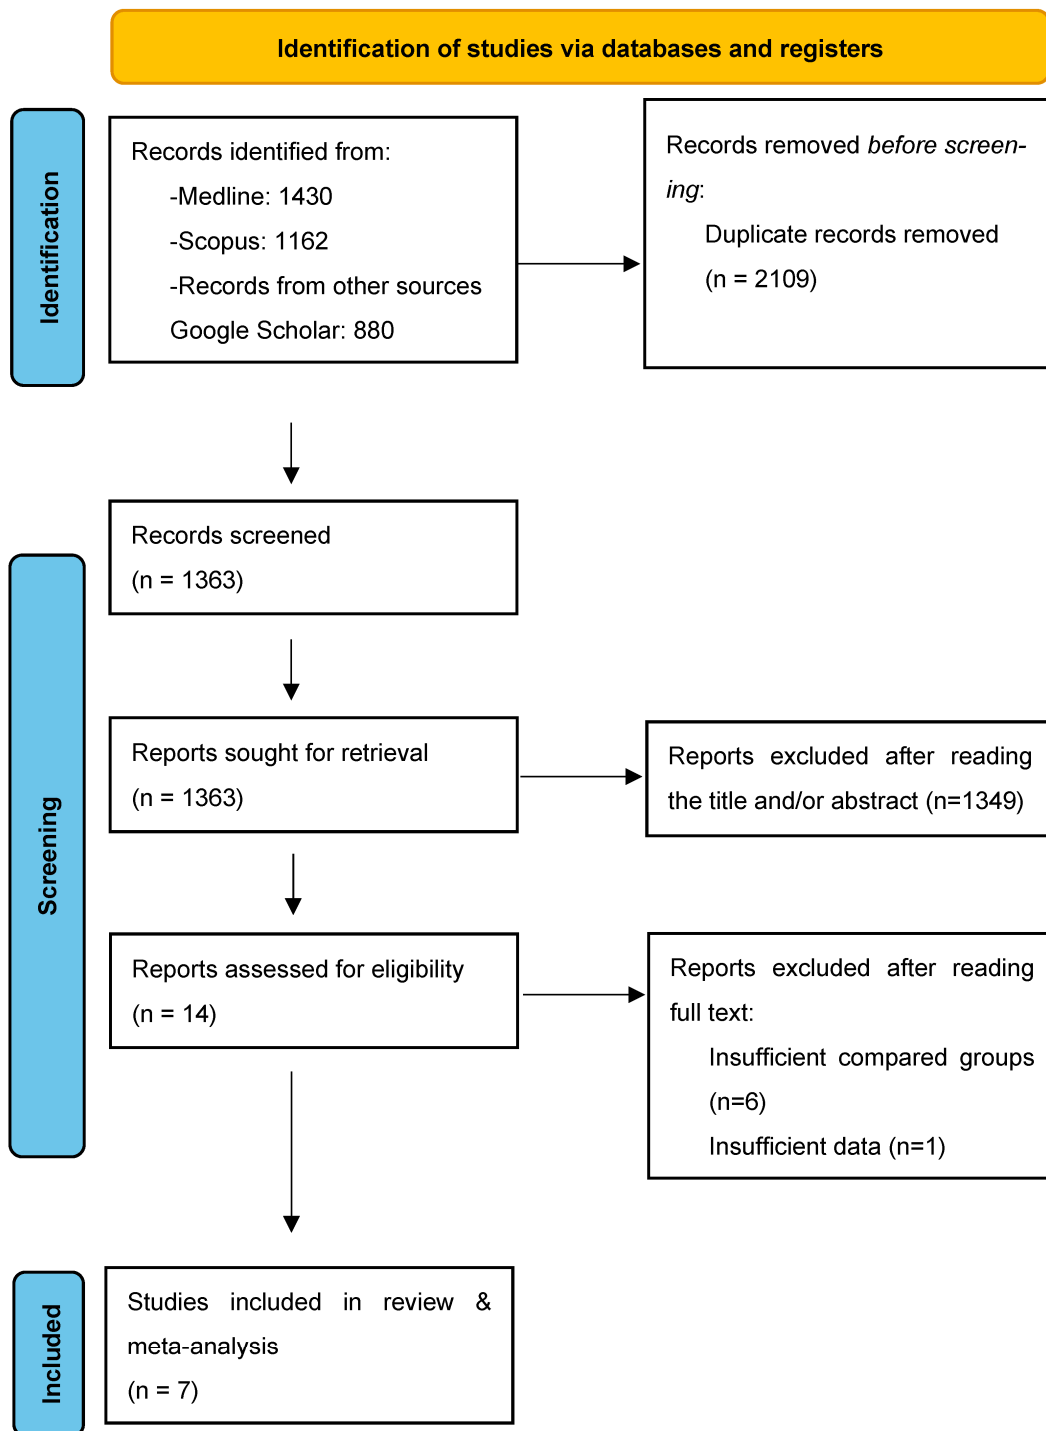 Identification of studies via databases and registers
Identification
Records identified from:
-Medline: 1430
-Scopus: 1162
-Records from other sources
Google Scholar: 880
Records removed before screen-
ing:
Duplicate records removed
(n = 2109)
Screening
Records screened
(n = 1363)
Reports sought for retrieval
(n = 1363)
Reports excluded after reading
the title and/or abstract (n=1349)
Reports assessed for eligibility
(n = 14)
Reports excluded after reading
full text:
Insufficient compared groups
(n=6)
Insufficient data (n=1)
Included
Studies included in review &
meta-analysis
(n = 7)